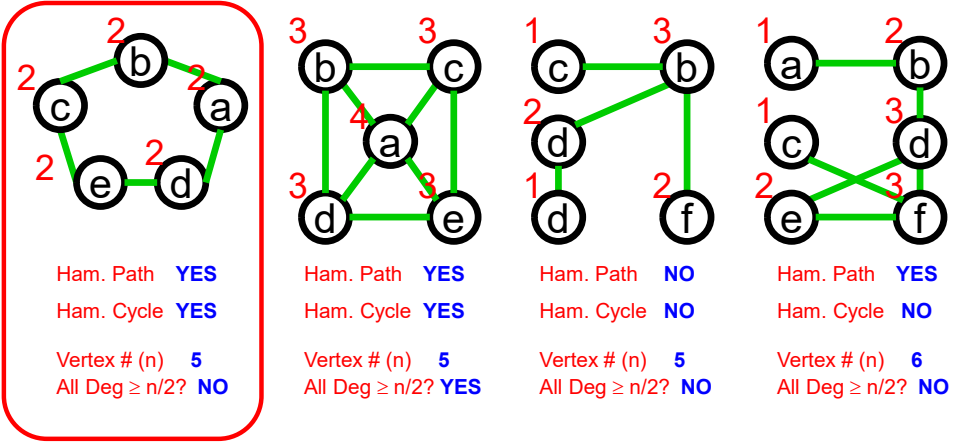 2
b
2
2
c
a
2
2
e
d
Ham. Path YES
Ham. Cycle YES
Vertex # (n) 5
All Deg ≥ n/2? NO
3
3
b
c
4
a
3
3
d
e
Ham. Path YES
Ham. Cycle YES
Vertex # (n) 5
All Deg ≥ n/2? YES
1
3
c
b
2
d
1
2
d
f
Ham. Path NO
Ham. Cycle NO
Vertex # (n) 5
All Deg ≥ n/2? NO
1
2
a
b
1
3
c
d
2
3
e
f
Ham. Path YES
Ham. Cycle NO
Vertex # (n) 6
All Deg ≥ n/2? NO